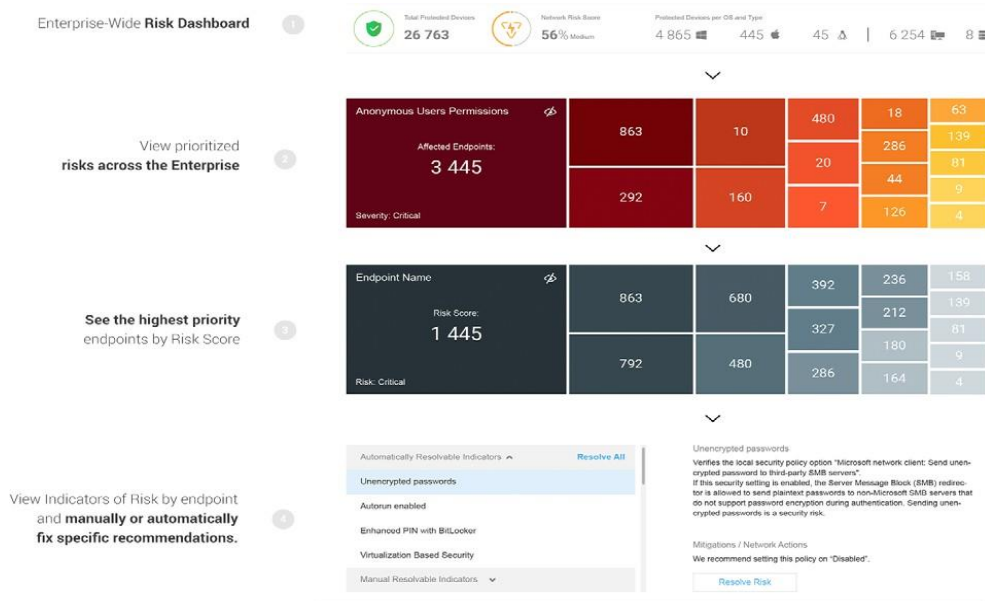 Enterprise-Wide Risk Dashboard
1
Total Protected Devices
26 763
Network Risk Score
56% Medium
Protected Devices per OS and Type
4 865
445
45
6 254
8
View prioritized
risks across the Enterprise
2
Anonymous Users Permissions
Affected Endpoints:
3 445
Severity: Critical
863
292
10
160
480
20
7
18
286
44
126
63
139
81
9
4
See the highest priority
endpoints by Risk Score
3
Endpoint Name
Risk Score:
1 445
Risk: Critical
863
792
680
480
392
327
286
236
212
180
164
158
139
81
9
4
View Indicators of Risk by endpoint
and manually or automatically
fix specific recommendations.
4
Automatically Resolvable Indicators
Resolve All
Unencrypted passwords
Autorun enabled
Enhanced PIN with BitLocker
Virtualization Based Security
Manual Resolvable Indicators
Unencrypted passwords
Verifies the local security policy option "Microsoft network client: Send unen-
crypted password to third-party SMB servers".
If this security setting is enabled, the Server Message Block (SMB) redirec-
tor is allowed to send plaintext passwords to non-Microsoft SMB servers that
do not support password encryption during authentication. Sending unen-
crypted passwords is a security risk.
Mitigations / Network Actions
We recommend setting this policy on "Disabled".
Resolve Risk